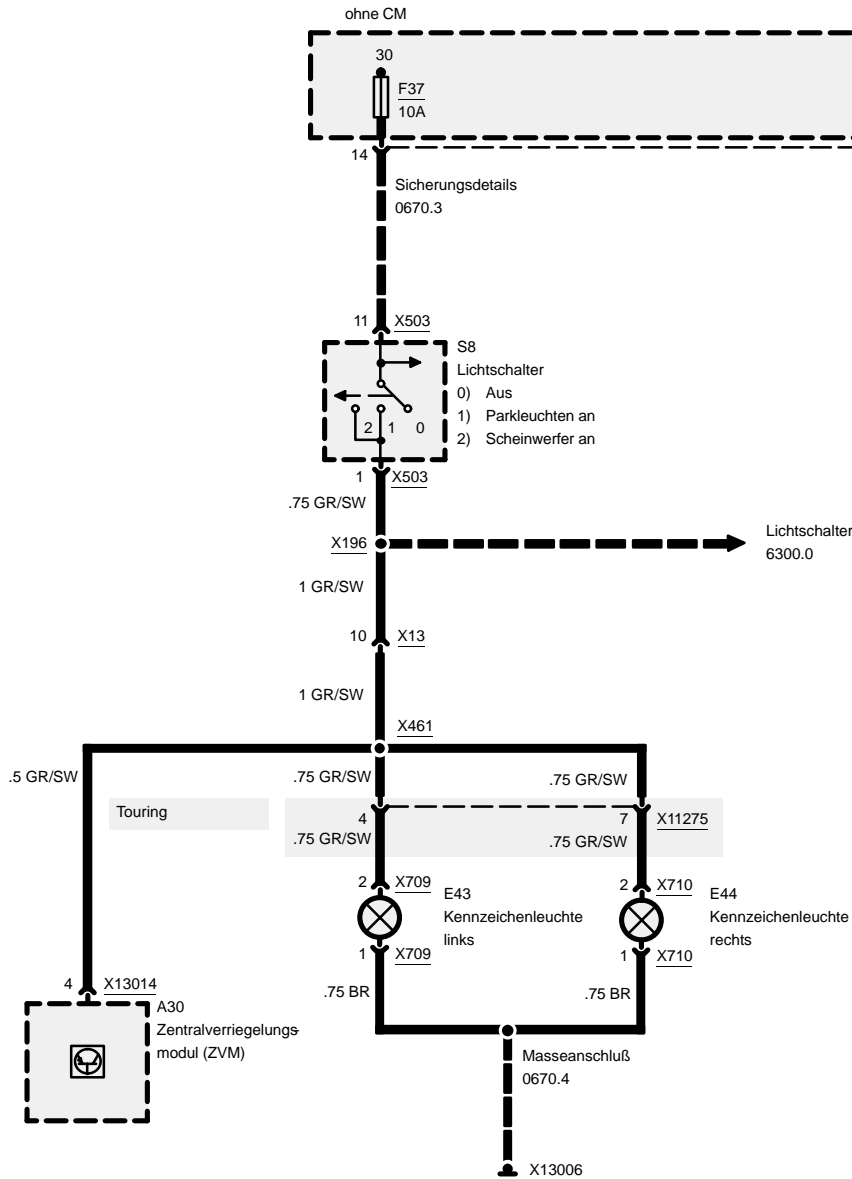 ohne CM
30
F37
10A
14
Sicherungsdetails
0670.3
11 X503
S8
Lichtschalter
0) Aus
1) Parkleuchten an
2) Scheinwerfer an
2 1 0
1 X503
.75 GR/SW
X196
Lichtschalter
6300.0
1 GR/SW
10 X13
1 GR/SW
X461
.5 GR/SW
.75 GR/SW
.75 GR/SW
Touring
4
7 X11275
.75 GR/SW
.75 GR/SW
2 X709
E43
Kennzeichenleuchte
links
1 X709
2 X710
E44
Kennzeichenleuchte
rechts
1 X710
.75 BR
.75 BR
4 X13014
A30
Zentralverriegelungs-
modul (ZVM)
Masseanschluß
0670.4
X13006